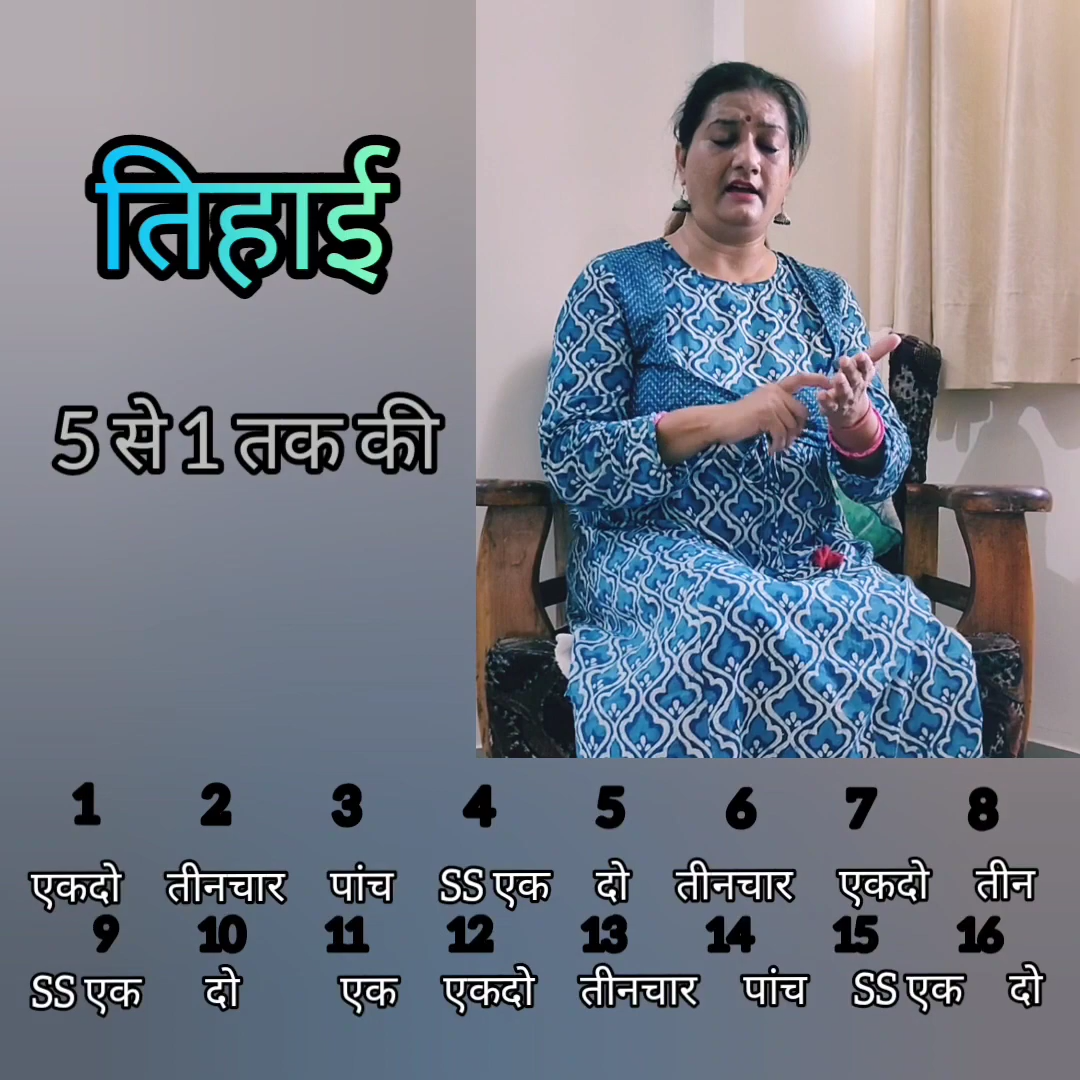 तिहाई
5 से 1 तक की
1 2 3 4 5 6 7 8
एकदो तीनचार पांच SS एक दो तीनचार एकदो तीन
9 10 11 12 13 14 15 16
SS एक दो एक एकदो तीनचार पांच SS एक दो